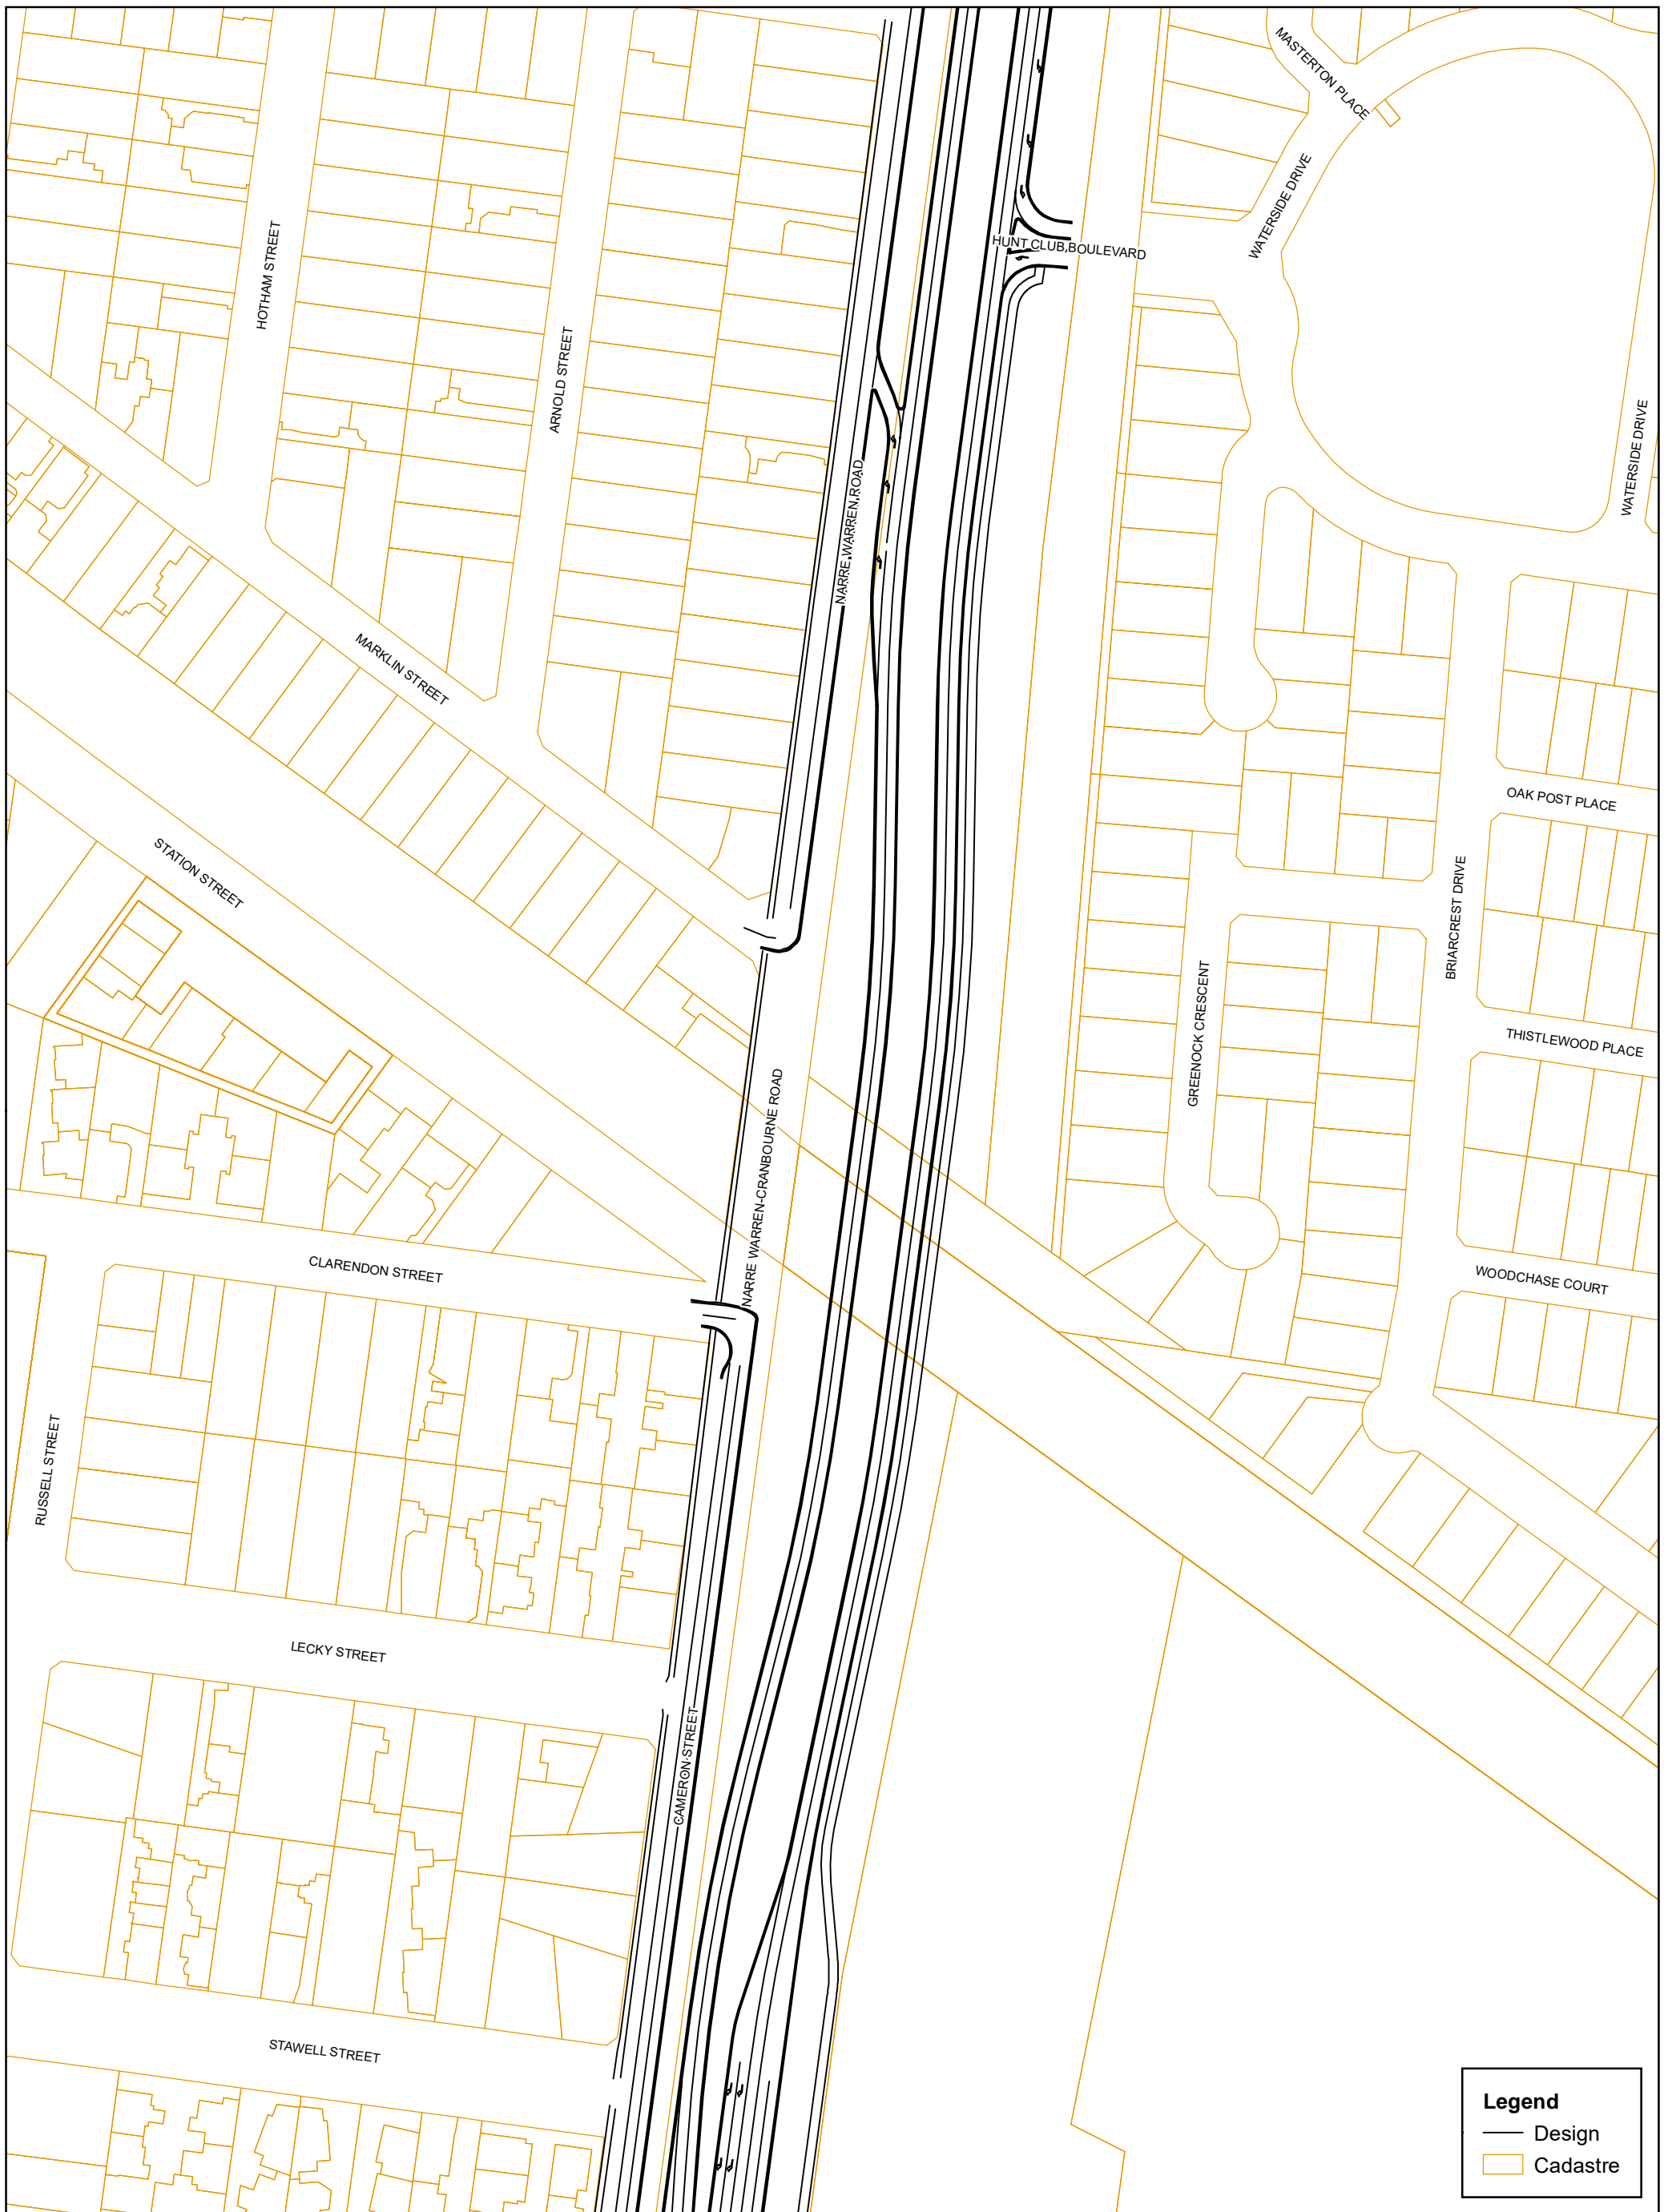 MASTERTON PLACE
WATERSIDE DRIVE
HUNT CLUB BOULEVARD
HOTHAM STREET
ARNOLD STREET
WATERSIDE DRIVE
NARRE WARREN ROAD
MARKLIN STREET
OAK POST PLACE
STATION STREET
BRIARCREST DRIVE
GREENOCK CRESCENT
THISTLEWOOD PLACE
NARRE WARREN-CRANBOURNE ROAD
CLARENDON STREET
WOODCHASE COURT
RUSSELL STREET
LECKY STREET
CAMERON STREET
STAWELL STREET
Legend
Design
Cadastre